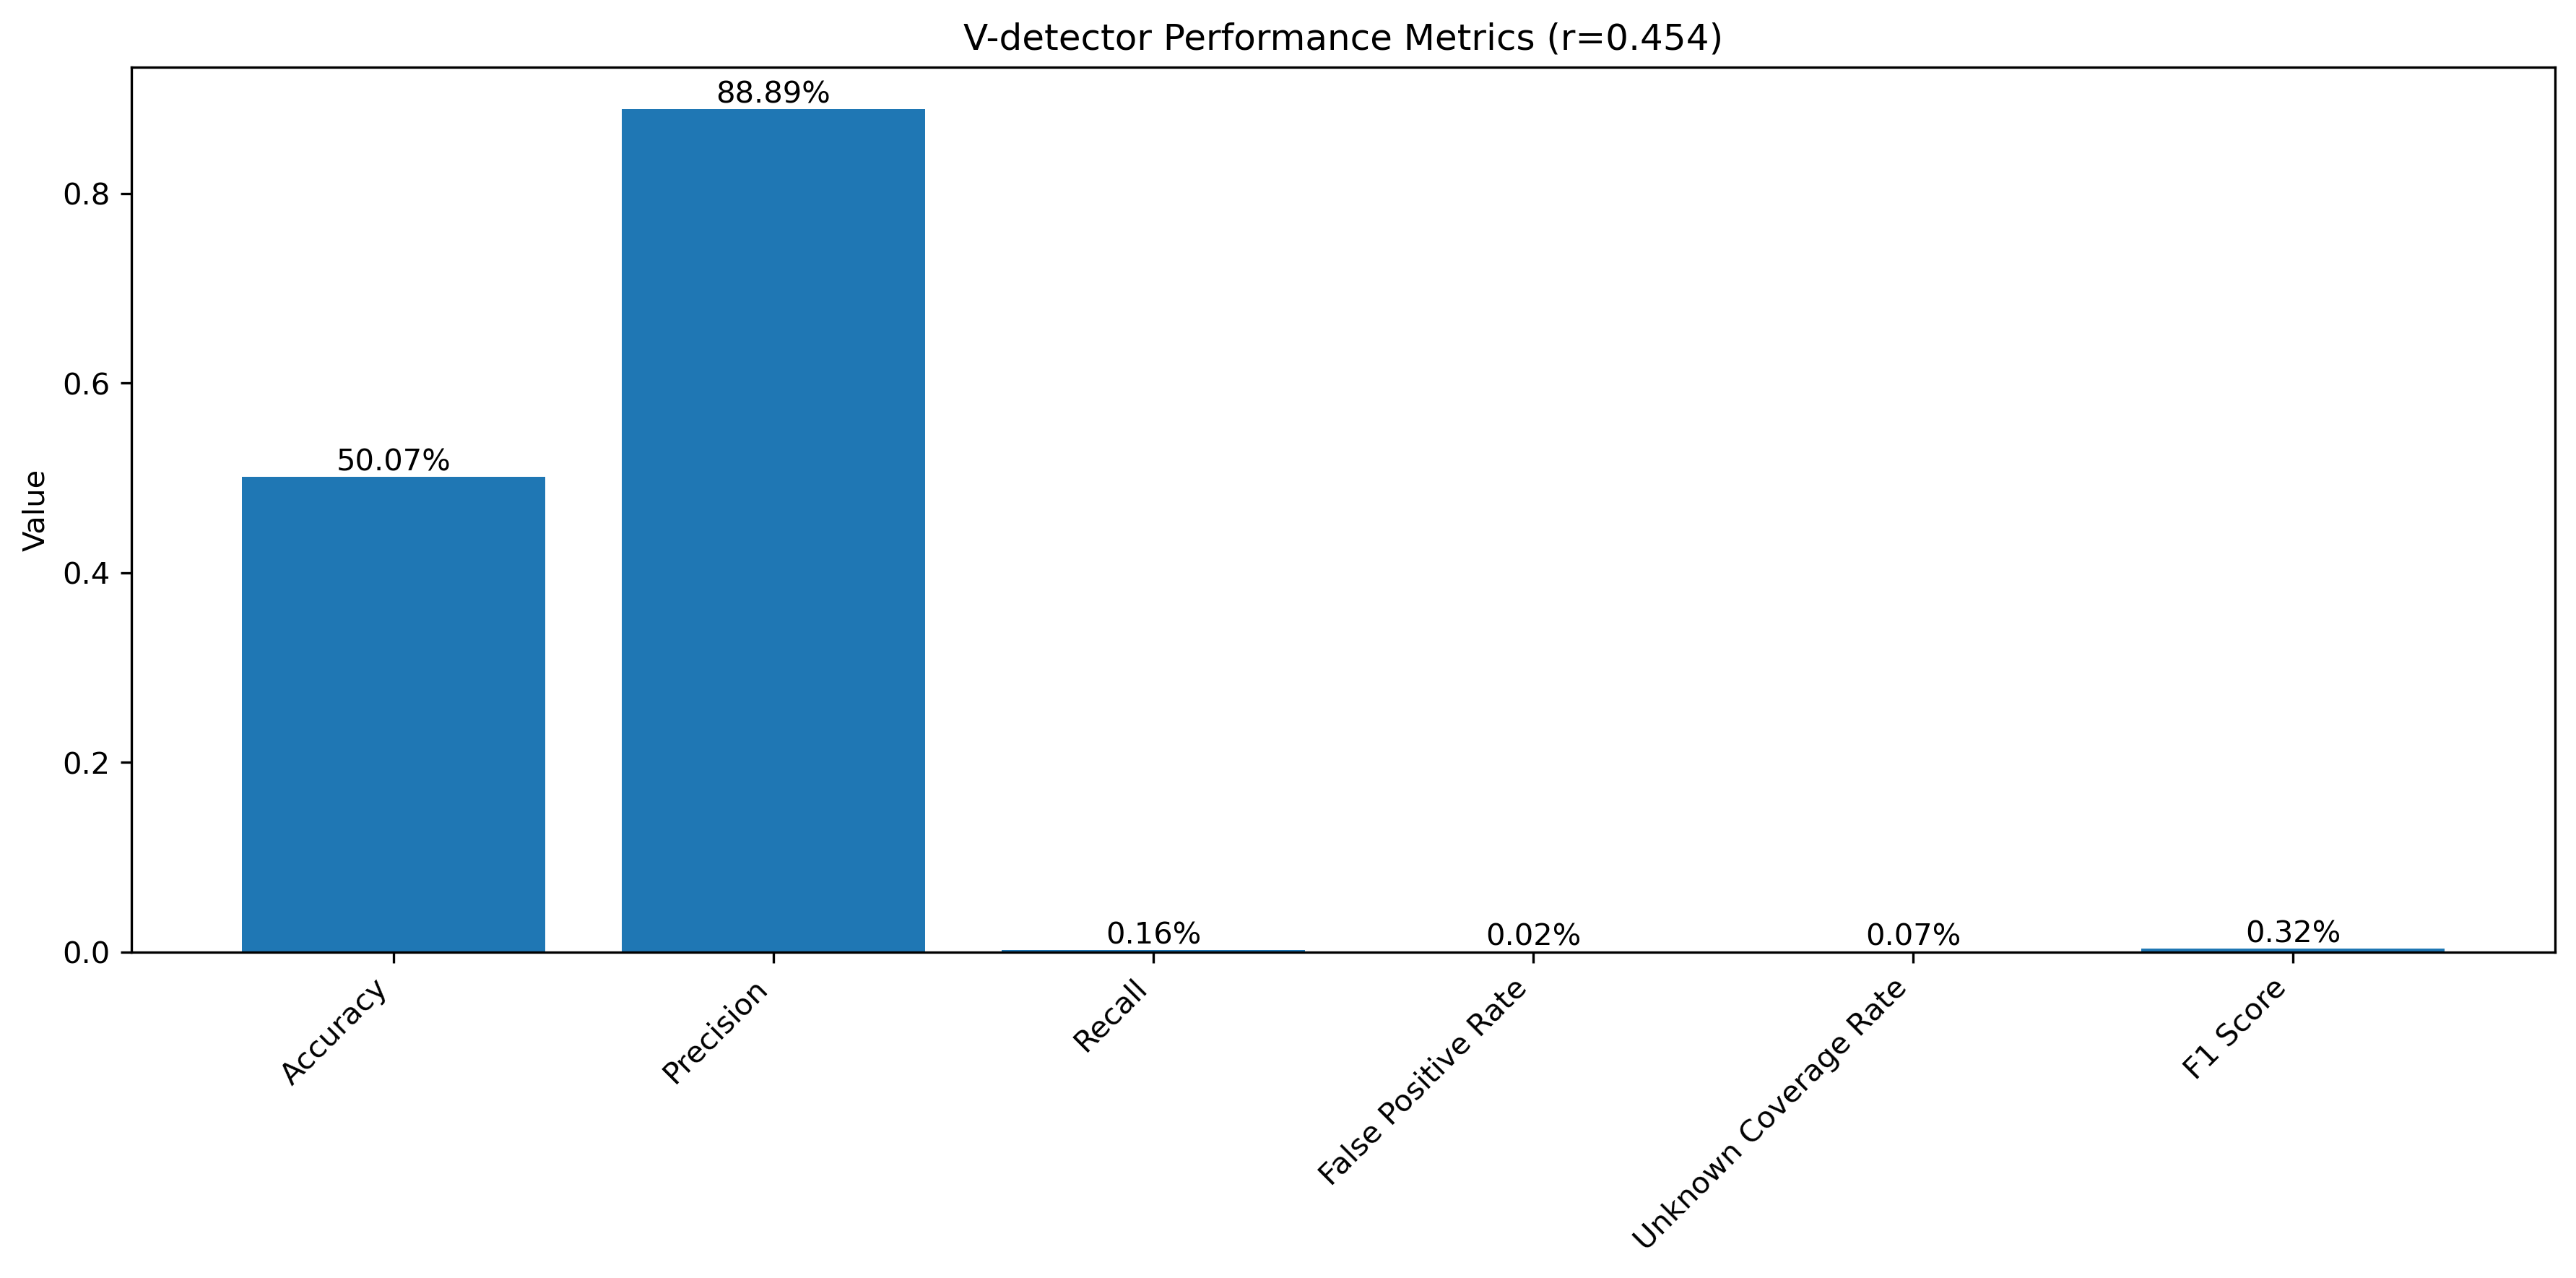 V-detector Performance Metrics (r=0.454)
Value
0.8
0.6
0.4
0.2
0.0
50.07%
88.89%
0.16%
0.02%
0.07%
0.32%
Accuracy
Precision
Recall
False Positive Rate
Unknown Coverage Rate
F1 Score